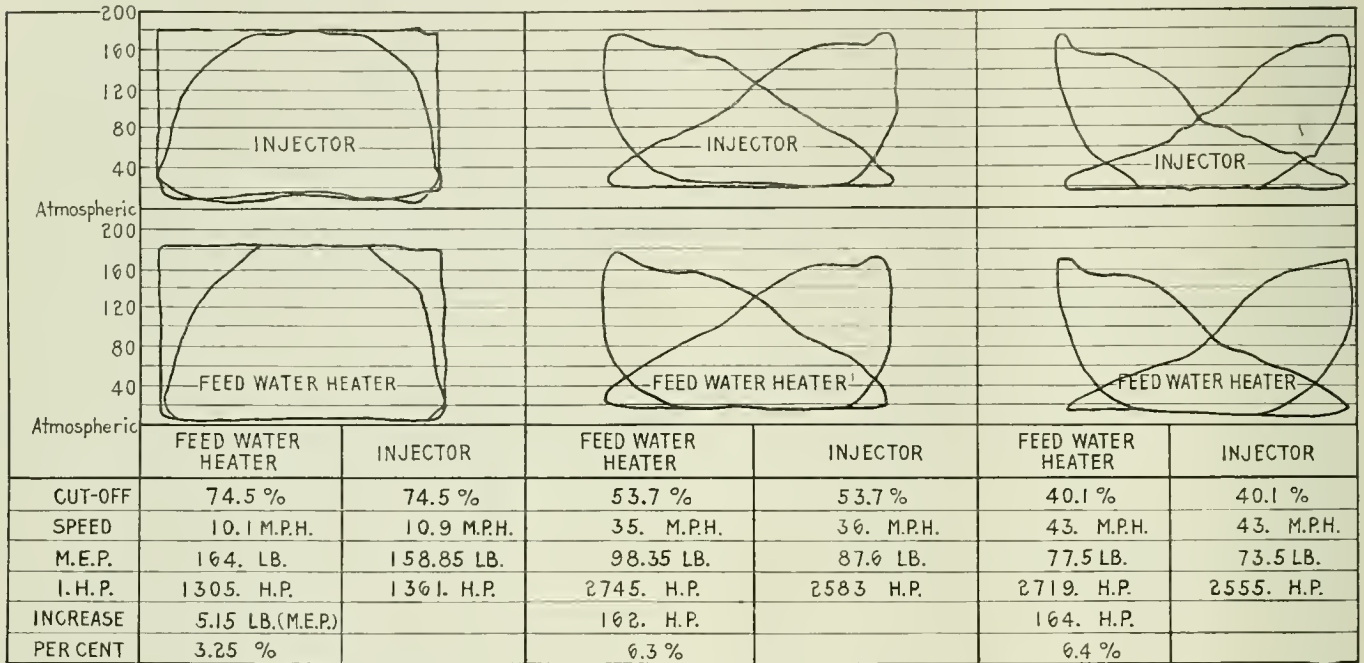 200
160
120
80
40
Atmospheric
INJECTOR INJECTOR INJECTOR
200
160
120
80
40
Atmospheric
FEED WATER HEATER FEED WATER HEATER FEED WATER HEATER
FEED WATER HEATER INJECTOR FEED WATER HEATER INJECTOR FEED WATER HEATER INJECTOR
CUT-OFF 74.5 % 74.5 % 53.7 % 53.7 % 40.1 % 40.1 %
SPEED 10.1 M.P.H. 10.9 M.P.H. 35. M.P.H. 36. M.P.H. 43. M.P.H. 43. M.P.H.
M.E.P. 164. LB. 158.85 LB. 98.35 LB. 87.6 LB. 77.5 LB. 73.5 LB.
I.H.P. 1305. H.P. 1361. H.P. 2745. H.P. 2583 H.P. 2719. H.P. 2555. H.P.
INCREASE 5.15 LB.(M.E.P.) 162. H.P. 164. H.P.
PER CENT 3.25 % 6.3 % 6.4 %